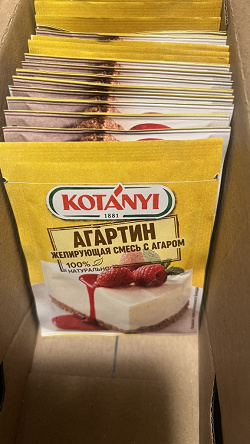 KOTÁNYI
1881
АГАРТИН
ЖЕЛИРУЮЩАЯ СМЕСЬ С АГАРОМ
100%
НАТУРАЛЬНО